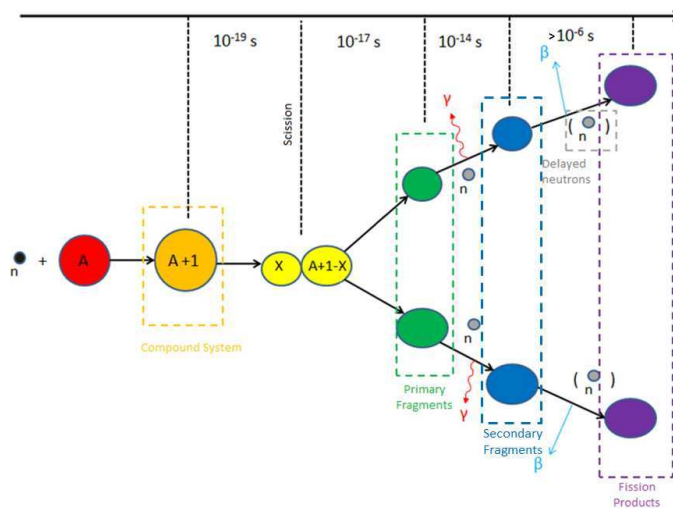 10⁻¹⁹ s
10⁻¹⁷ s
10⁻¹⁴ s
>10⁻⁶ s
Scission
β
γ
( n )
Delayed
neutrons
n
n + A
A +1
X
A+1-X
Compound System
n
Primary
Fragments
γ
( n )
Secondary
Fragments
β
Fission
Products